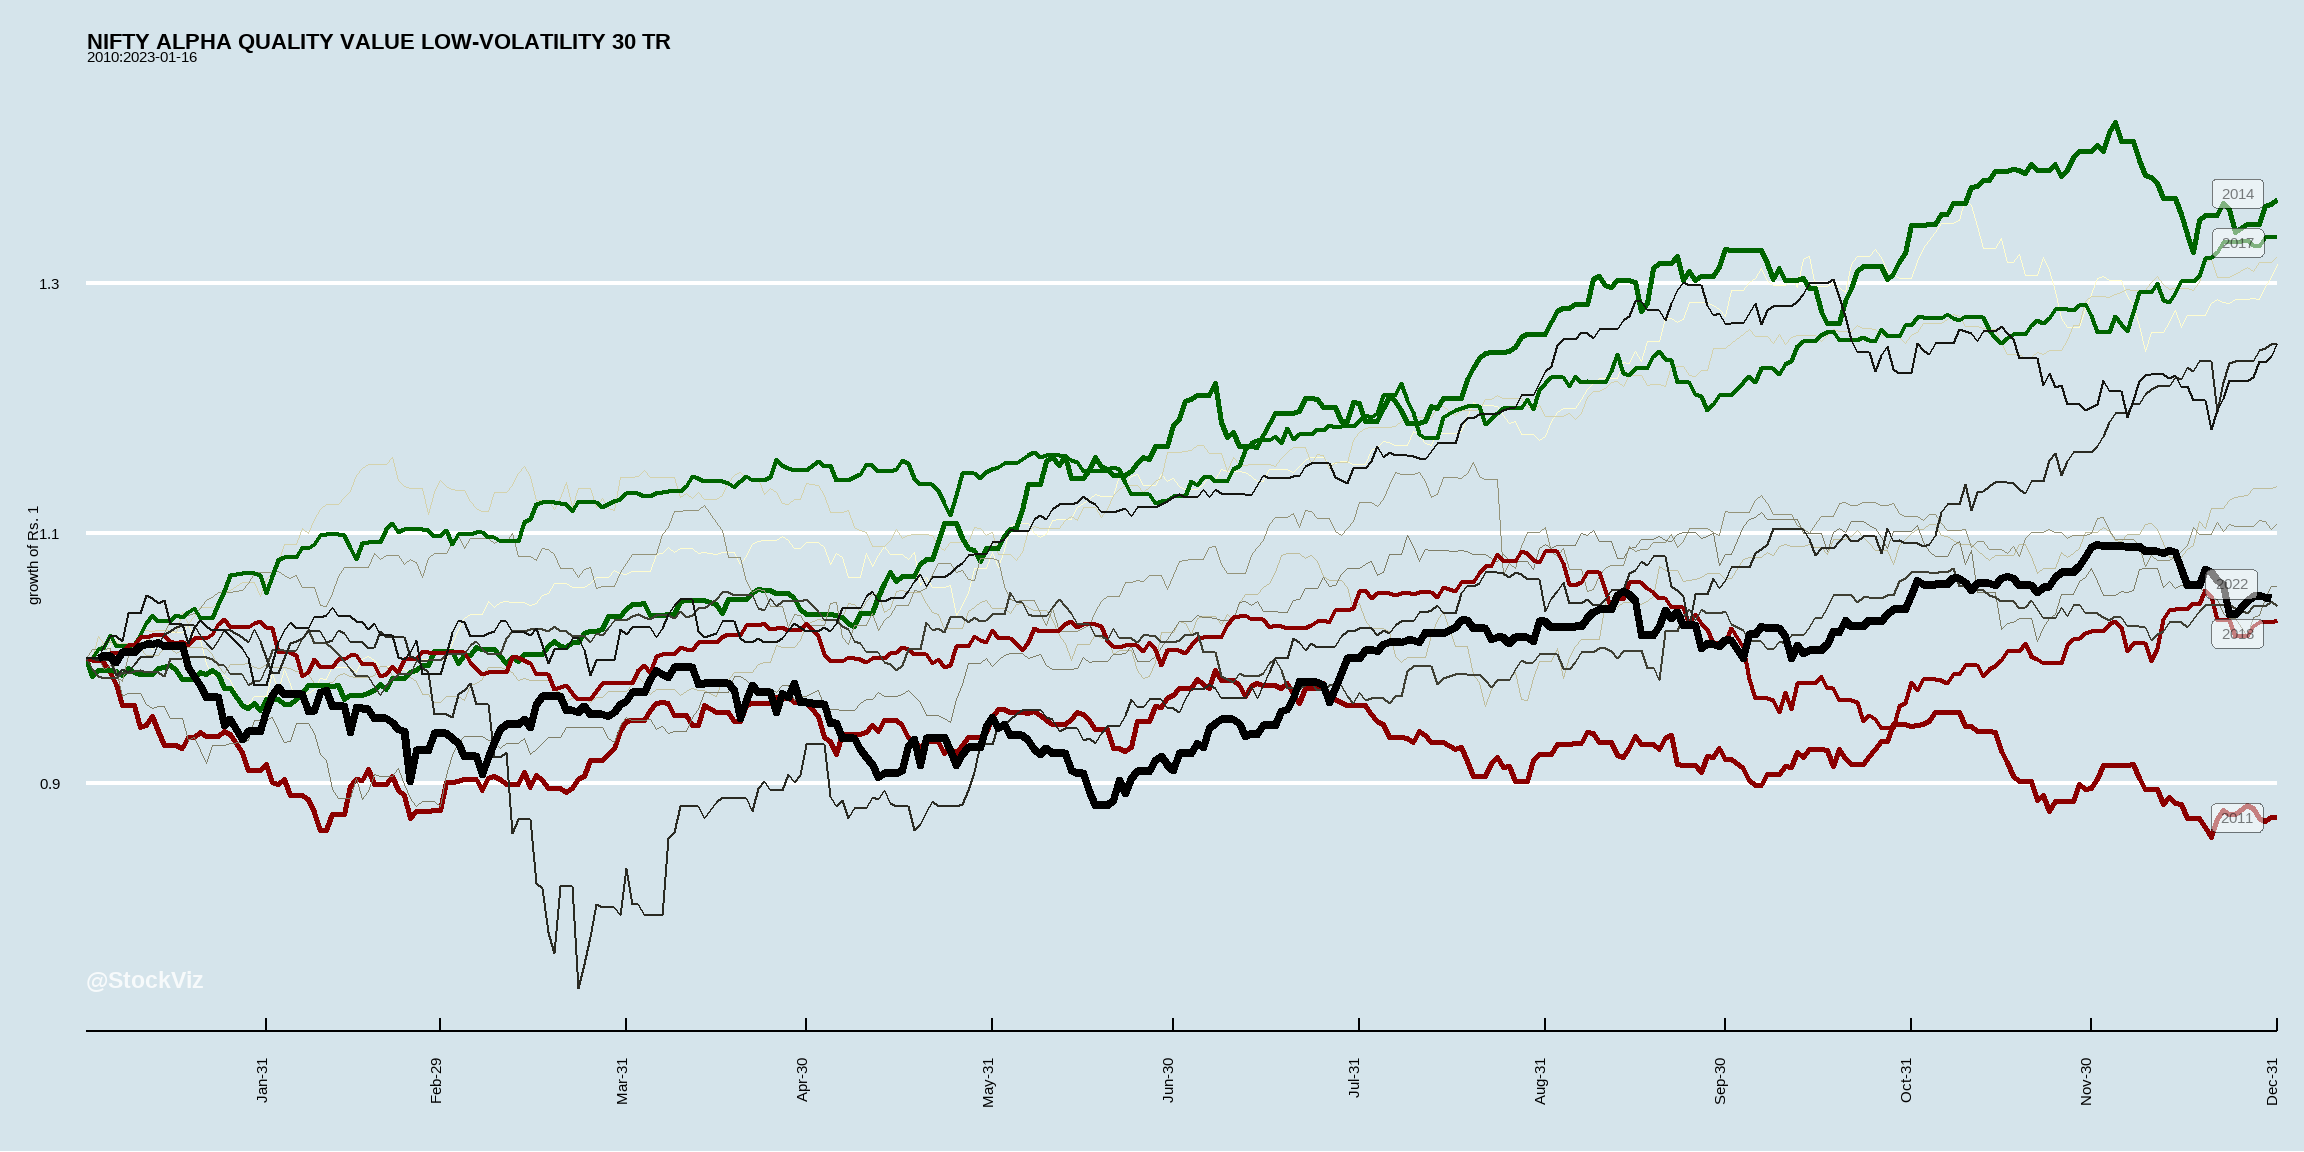 NIFTY ALPHA QUALITY VALUE LOW-VOLATILITY 30 TR
2010:2023-01-16
growth of Rs. 1
1.3
1.1
0.9
2014
2017
2022
2018
2011
@StockViz
Jan-31
Feb-29
Mar-31
Apr-30
May-31
Jun-30
Jul-31
Aug-31
Sep-30
Oct-31
Nov-30
Dec-31